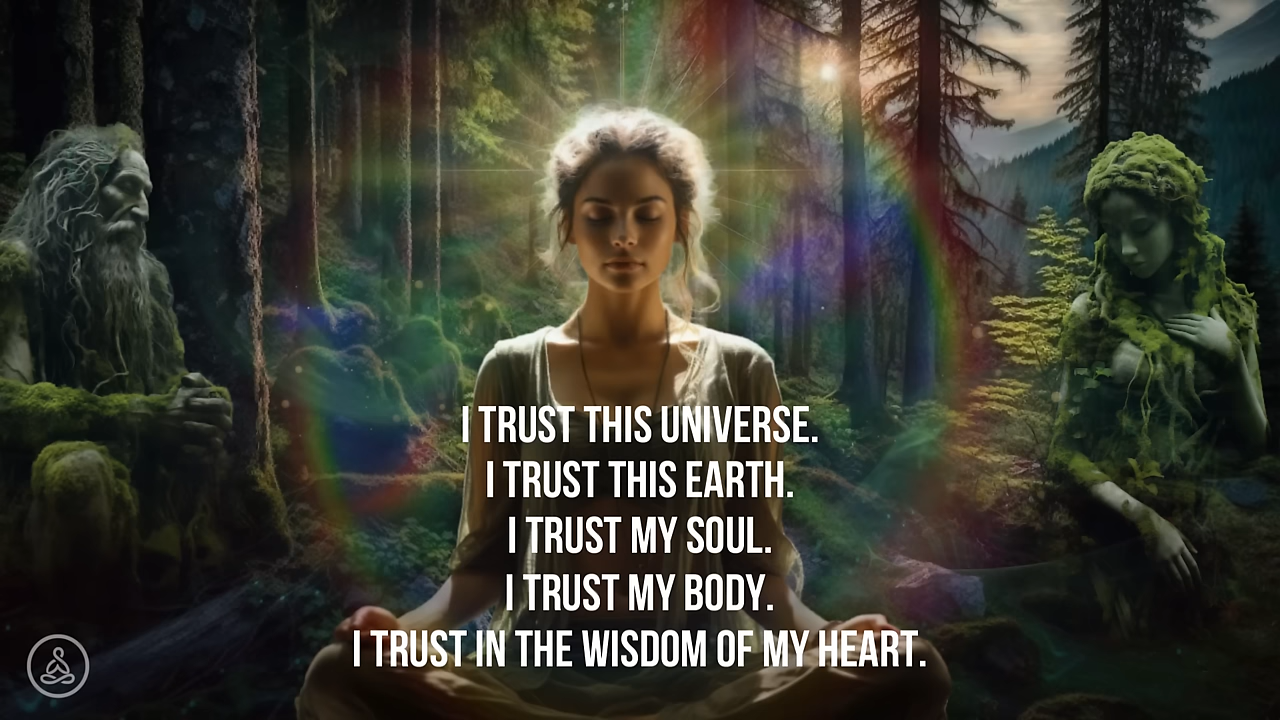 I TRUST THIS UNIVERSE.
I TRUST THIS EARTH.
I TRUST MY SOUL.
I TRUST MY BODY.
I TRUST IN THE WISDOM OF MY HEART.